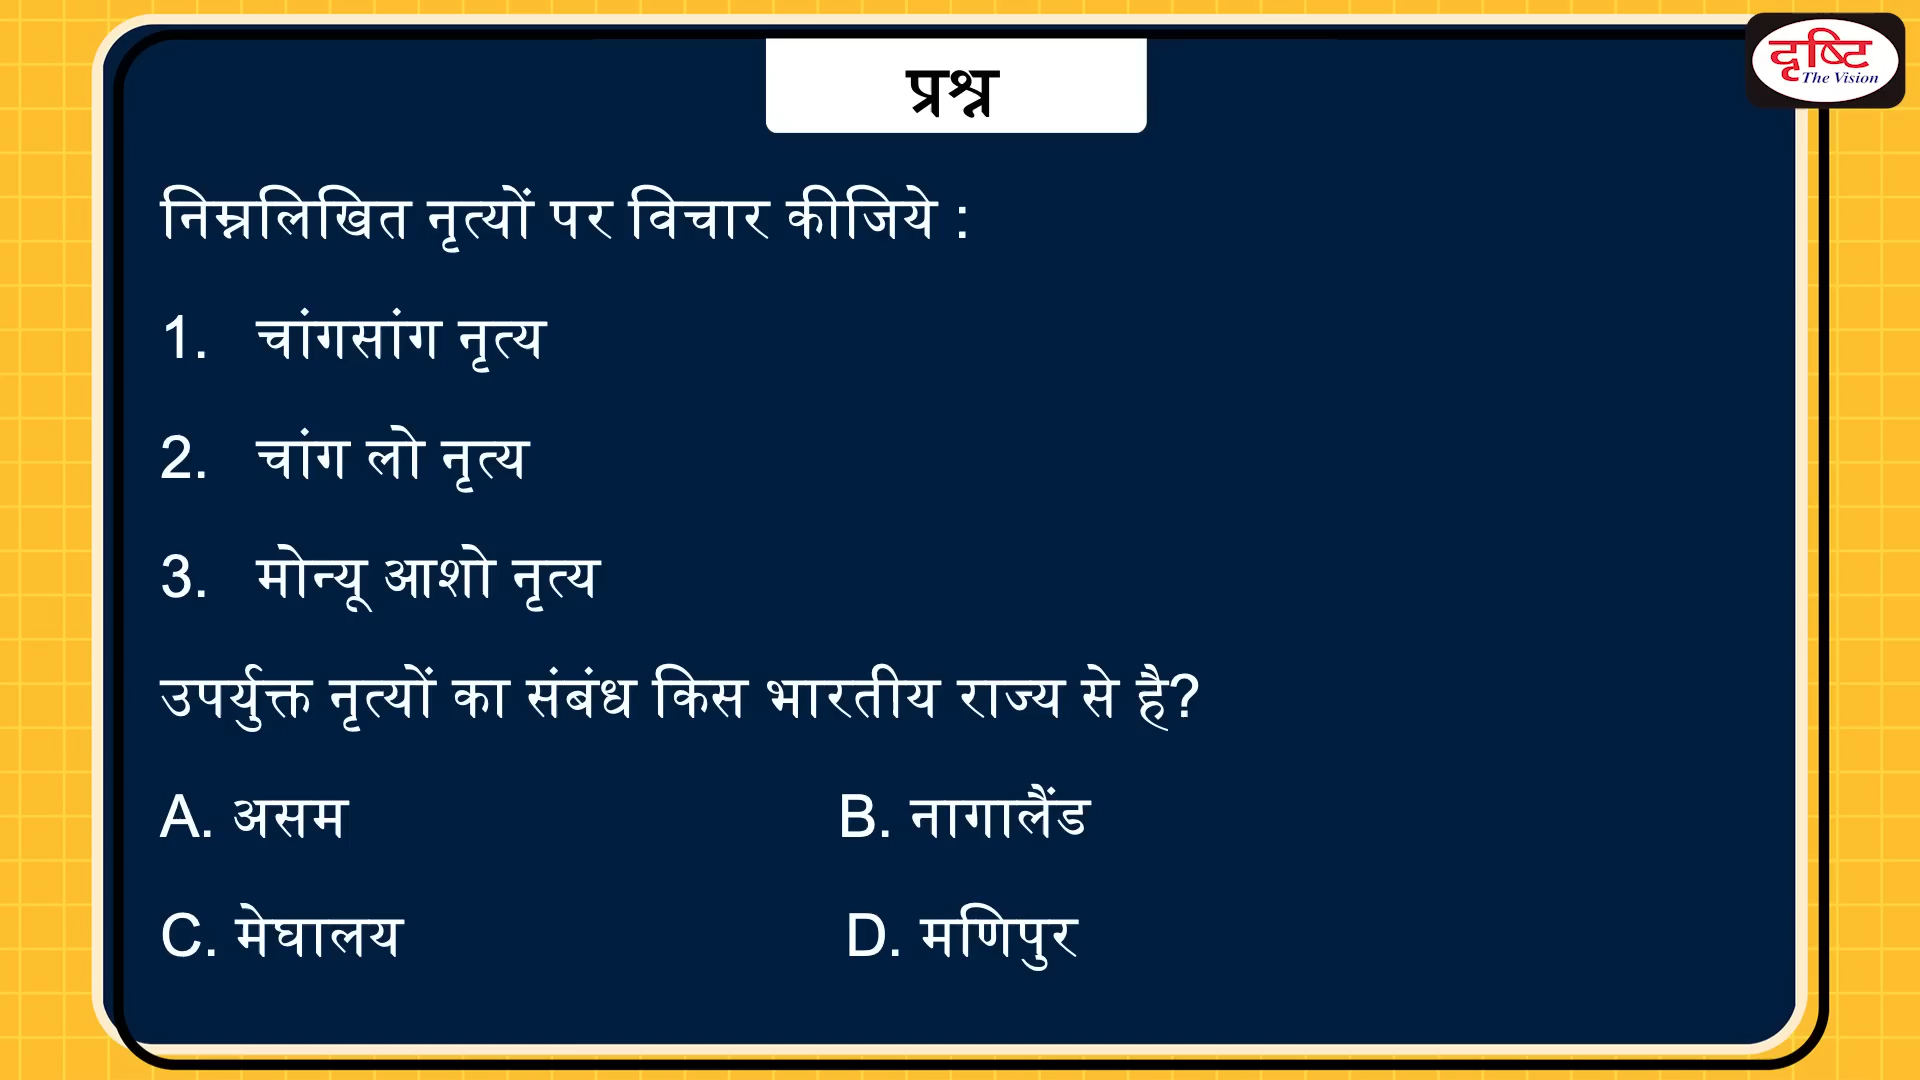 दृष्टि
The Vision
प्रश्न
निम्नलिखित नृत्यों पर विचार कीजिये :
1. चांगसांग नृत्य
2. चांग लो नृत्य
3. मोन्यू आशो नृत्य
उपर्युक्त नृत्यों का संबंध किस भारतीय राज्य से है?
A. असम B. नागालैंड
C. मेघालय D. मणिपुर